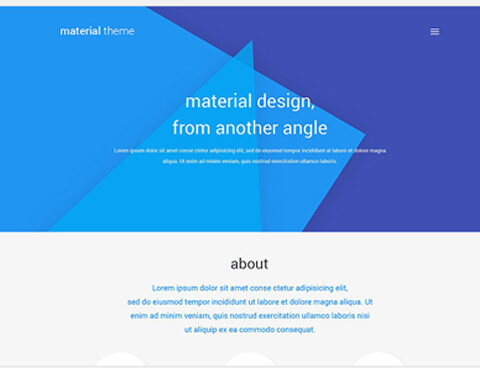 material theme
material design,
from another angle
Lorem ipsum dolor sit amet conse ctetur adipisicing elit, sed do eiusmod tempor incididunt ut labore et dolore magna
aliqua. Ut enim ad minim veniam, quis nostrud exercitation ullamco laboris.
about
Lorem ipsum dolor sit amet conse ctetur adipisicing elit,
sed do eiusmod tempor incididunt ut labore et dolore magna aliqua. Ut
enim ad minim veniam, quis nostrud exercitation ullamco laboris nisi
ut aliquip ex ea commodo consequat.